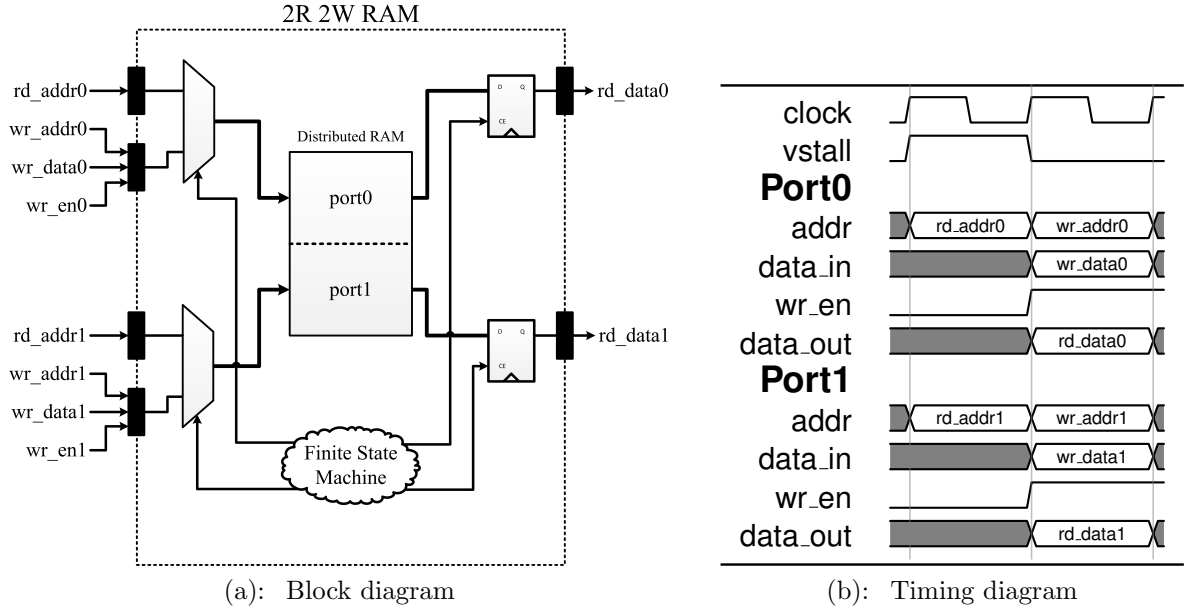 2R 2W RAM
rd_addr0
wr_addr0
wr_data0
wr_en0
D Q
CE
rd_data0
Distributed RAM
port0
port1
rd_addr1
wr_addr1
wr_data1
wr_en1
D Q
CE
rd_data1
Finite State
Machine
(a): Block diagram
clock
vstall
Port0
addr rd_addr0 wr_addr0
data_in wr_data0
wr_en
data_out rd_data0
Port1
addr rd_addr1 wr_addr1
data_in wr_data1
wr_en
data_out rd_data1
(b): Timing diagram